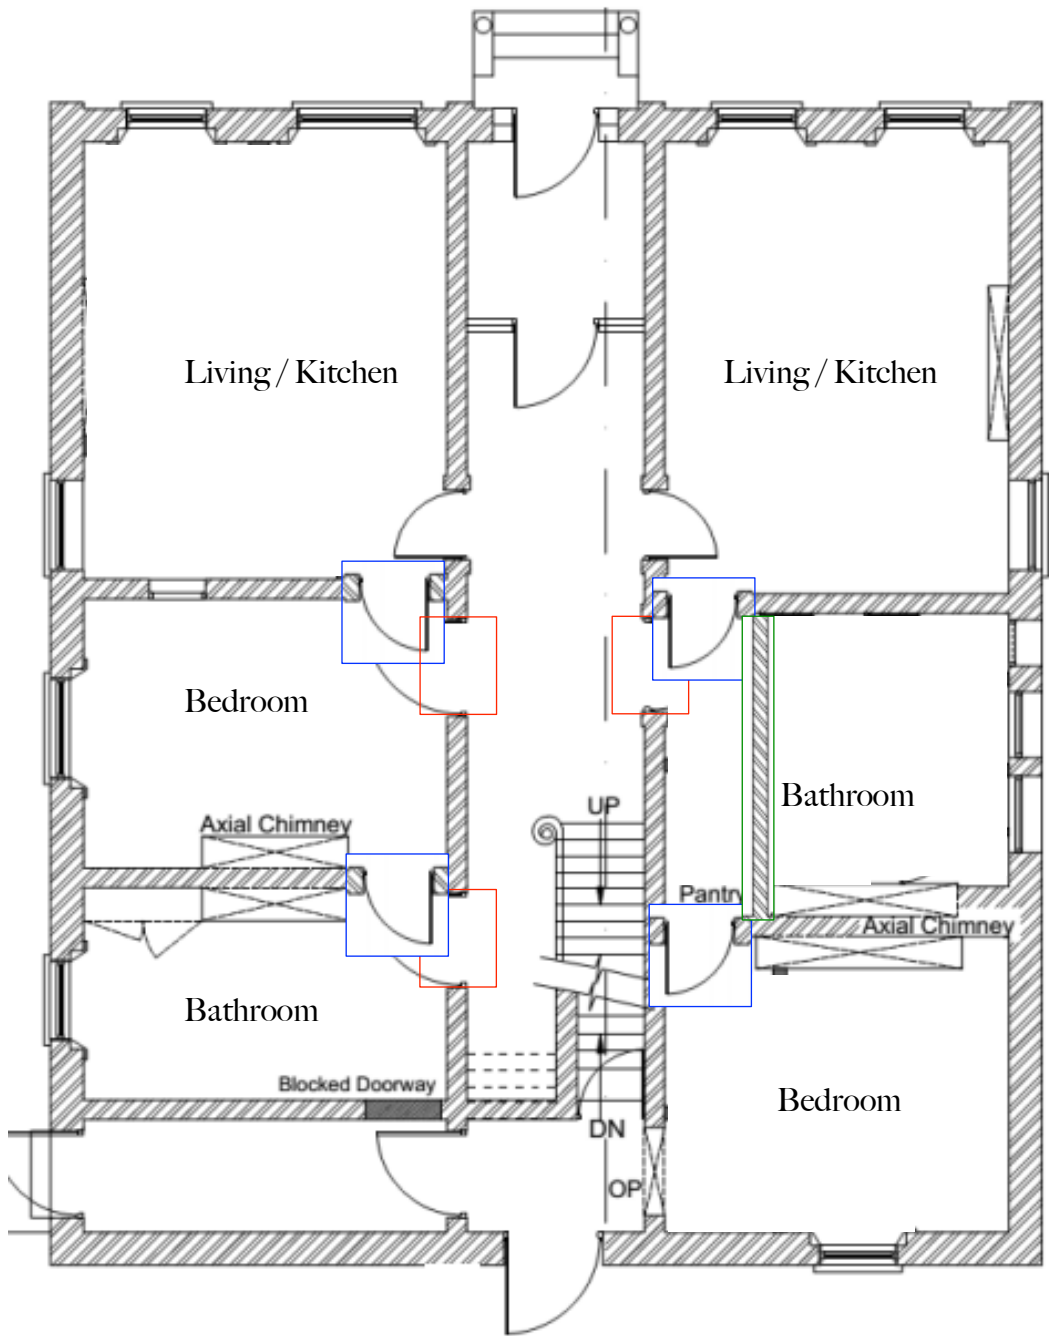 Living / Kitchen
Living / Kitchen
Bedroom
UP
Bathroom
Axial Chimney
Pantry
Axial Chimney
Bathroom
Blocked Doorway
Bedroom
DN
OP